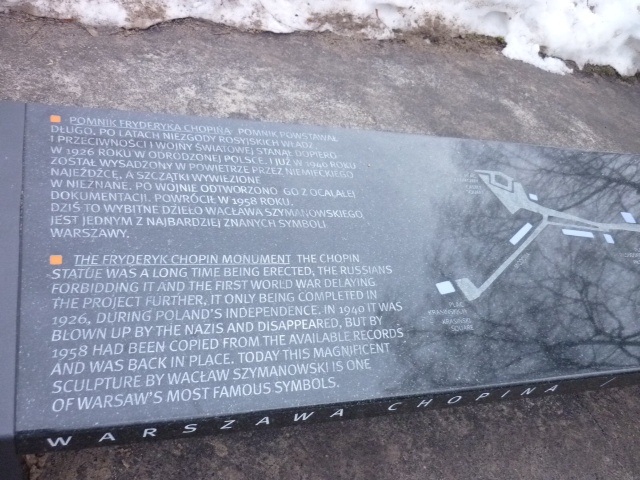 POMNIK FRYDERYKA CHOPINA POMNIK POWSTAWAŁ
DŁUGO. PO LATACH NIEZGODY ROSYJSKICH WŁADZ
I PRZECIWNOŚCI I WOJNY ŚWIATOWEJ STANĄŁ DOPIERO
W 1926 ROKU W ODRODZONEJ POLSCE. I JUŻ W 1940 ROKU
ZOSTAŁ WYSADZONY W POWIETRZE PRZEZ NIEMIECKIEGO
NAJEŹDŹCĘ, A SZCZĄTKI WYWIEZIONE
W NIEZNANE. PO WOJNIE ODTWORZONO GO Z OCALAŁEJ
DOKUMENTACJI. POWRÓCIŁ W 1958 ROKU.
DZIŚ TO WYBITNE DZIEŁO WACŁAWA SZYMANOWSKIEGO
JEST JEDNYM Z NAJBARDZIEJ ZNANYCH SYMBOLI
WARSZAWY.
THE FRYDERYK CHOPIN MONUMENT THE CHOPIN
STATUE WAS A LONG TIME BEING ERECTED, THE RUSSIANS
FORBIDDING IT AND THE FIRST WORLD WAR DELAYING
THE PROJECT FURTHER, IT ONLY BEING COMPLETED IN
1926, DURING POLAND'S INDEPENDENCE. IN 1940 IT WAS
BLOWN UP BY THE NAZIS AND DISAPPEARED, BUT BY
1958 HAD BEEN COPIED FROM THE AVAILABLE RECORDS
AND WAS BACK IN PLACE. TODAY THIS MAGNIFICENT
SCULPTURE BY WACŁAW SZYMANOWSKI IS ONE
OF WARSAW'S MOST FAMOUS SYMBOLS.
PLAC
KRASIŃSKICH
KRASIŃSKI
SQUARE
WARSZAWA CHOPINA /